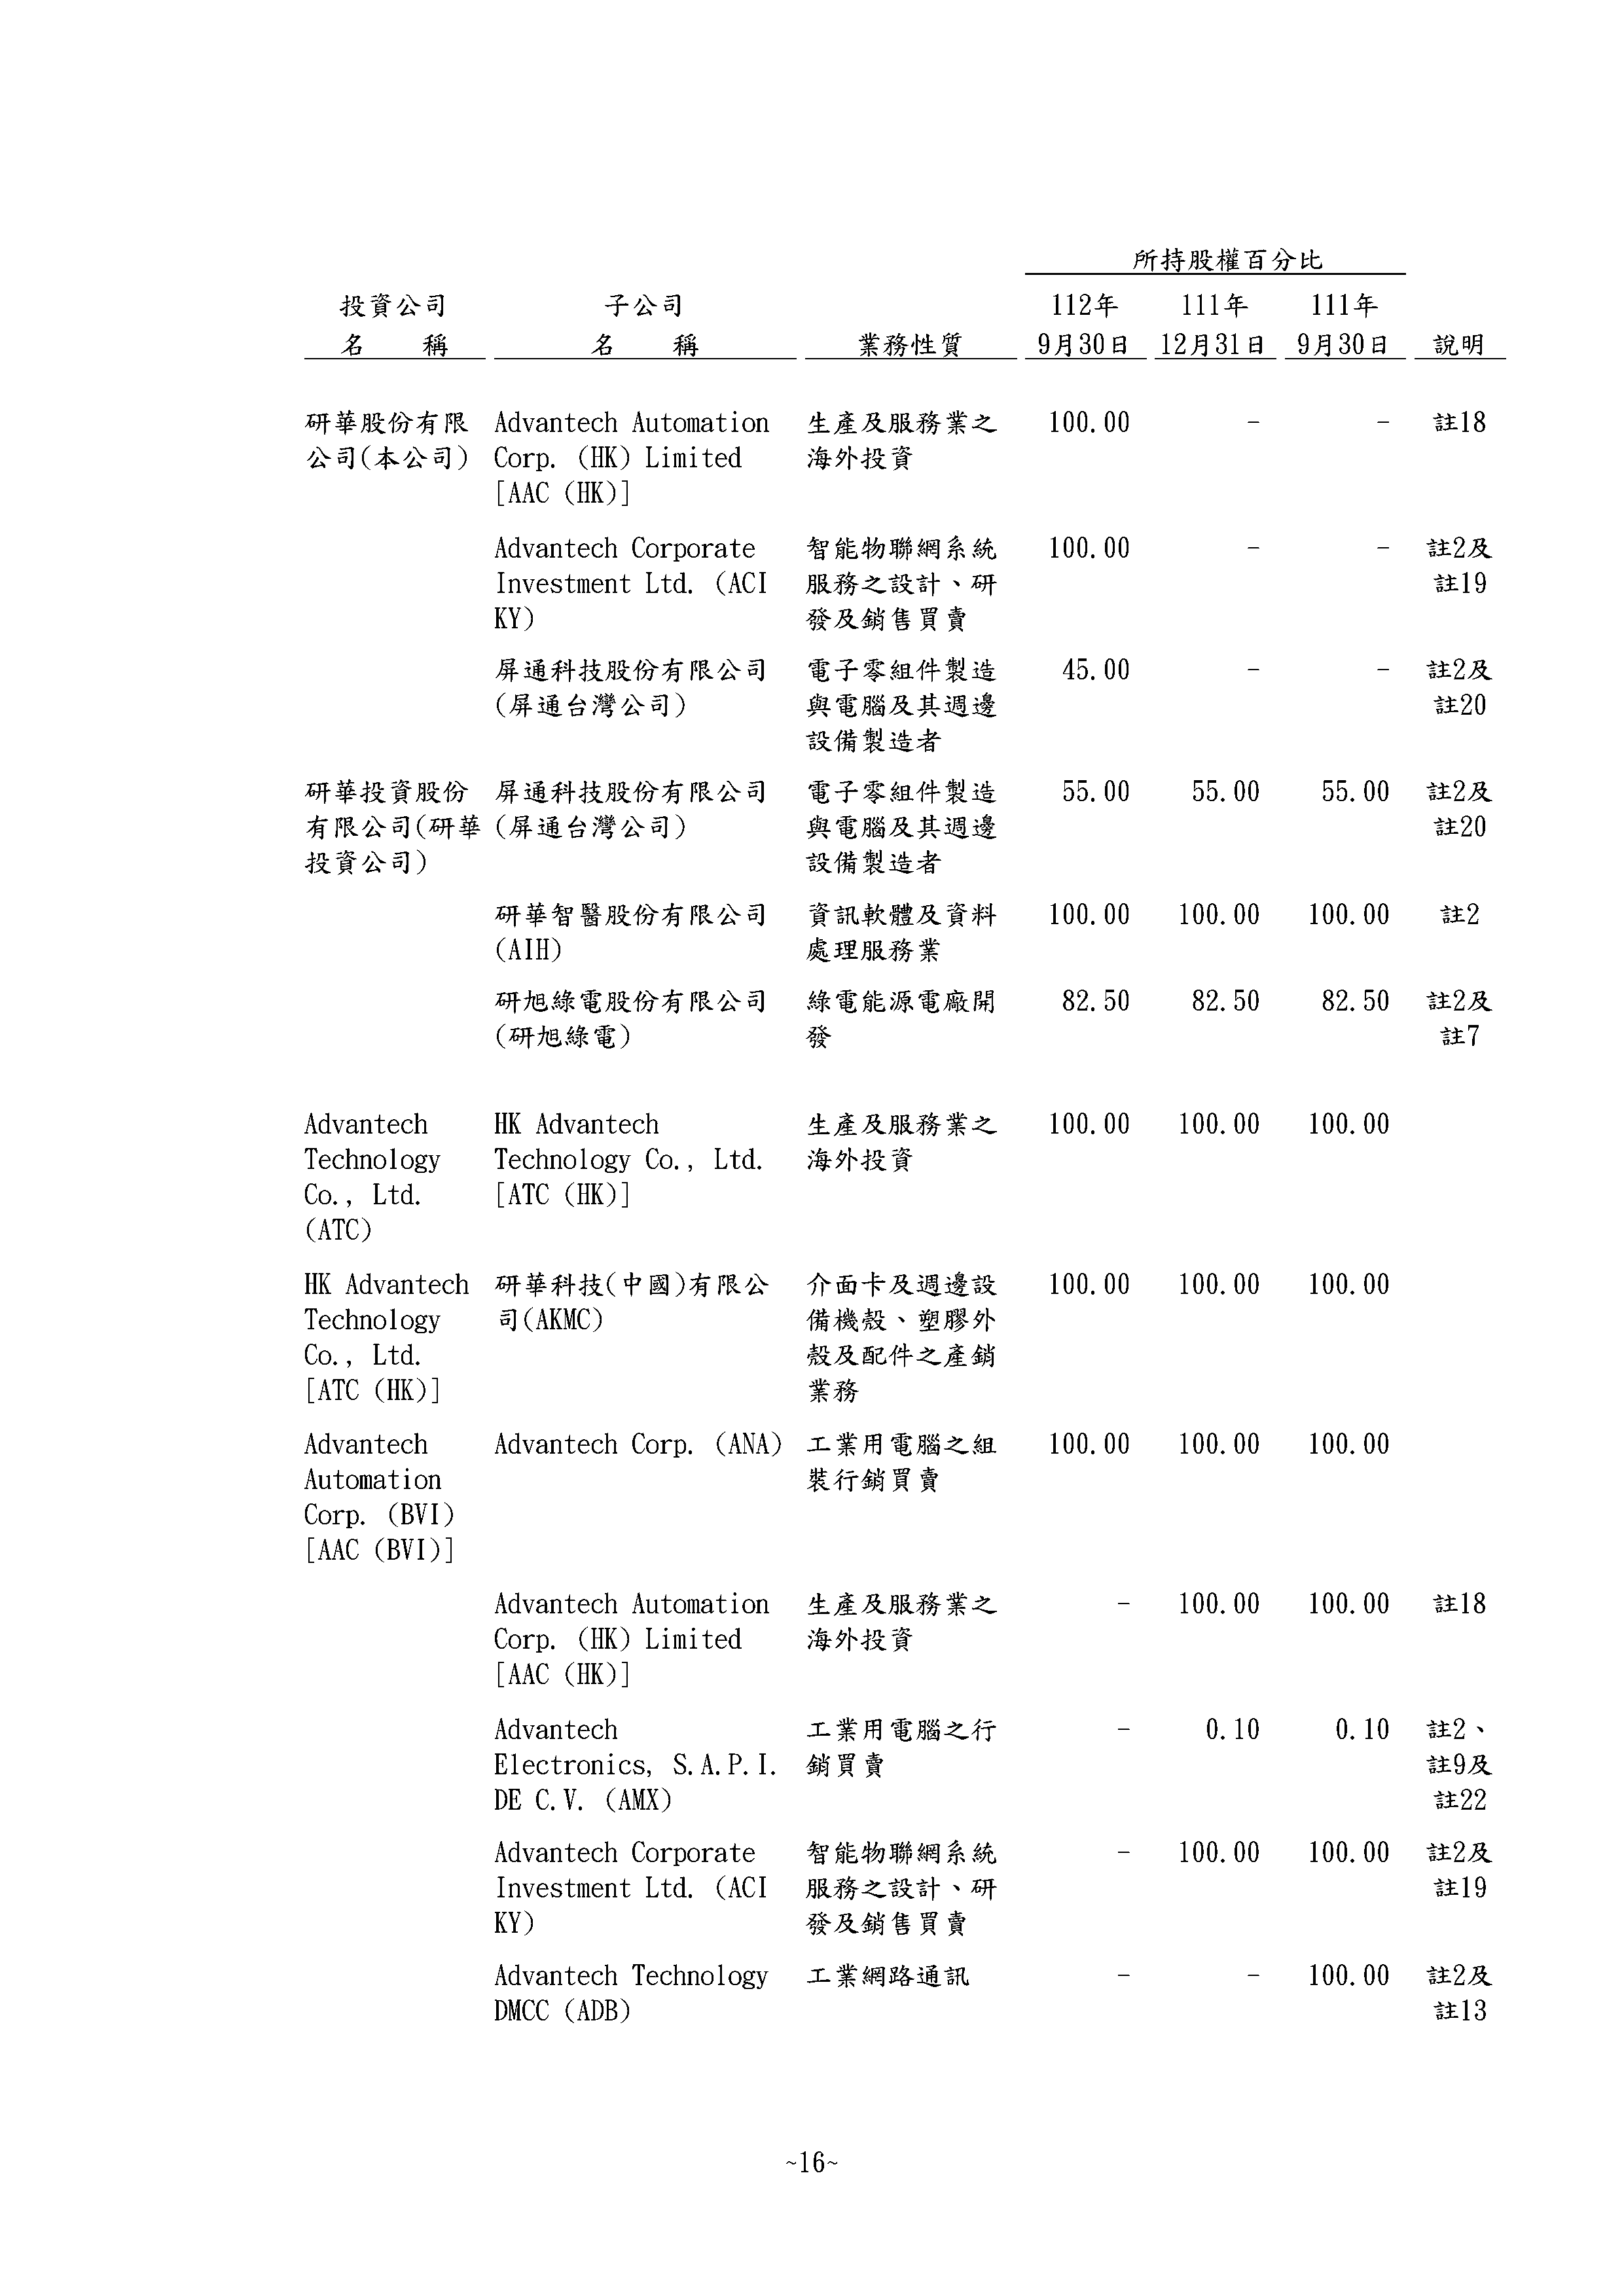 所持股權百分比
投資公司 子公司 112年 111年 111年
名 稱 名 稱 業務性質 9月30日 12月31日 9月30日 說明
研華股份有限 Advantech Automation 生產及服務業之 100.00 - - 註18
公司(本公司) Corp. (HK) Limited 海外投資
[AAC (HK)]
Advantech Corporate 智能物聯網系統 100.00 - - 註2及
Investment Ltd. (ACI 服務之設計、研 註19
KY) 發及銷售買賣
屏通科技股份有限公司 電子零組件製造 45.00 - - 註2及
(屏通台灣公司) 與電腦及其週邊 註20
設備製造者
研華投資股份 屏通科技股份有限公司 電子零組件製造 55.00 55.00 55.00 註2及
有限公司(研華 (屏通台灣公司) 與電腦及其週邊 註20
投資公司) 設備製造者
研華智醫股份有限公司 資訊軟體及資料 100.00 100.00 100.00 註2
(AIH) 處理服務業
研旭綠電股份有限公司 綠電能源電廠開 82.50 82.50 82.50 註2及
(研旭綠電) 發 註7
Advantech HK Advantech 生產及服務業之 100.00 100.00 100.00
Technology Technology Co., Ltd. 海外投資
Co., Ltd. [ATC (HK)]
(ATC)
HK Advantech 研華科技(中國)有限公 介面卡及週邊設 100.00 100.00 100.00
Technology 司(AKMC) 備機殼、塑膠外
Co., Ltd. 殼及配件之產銷
[ATC (HK)] 業務
Advantech Advantech Corp. (ANA) 工業用電腦之組 100.00 100.00 100.00
Automation 裝行銷買賣
Corp. (BVI)
[AAC (BVI)]
Advantech Automation 生產及服務業之 - 100.00 100.00 註18
Corp. (HK) Limited 海外投資
[AAC (HK)]
Advantech 工業用電腦之行 - 0.10 0.10 註2、
Electronics, S.A.P.I. 銷買賣 註9及
DE C.V. (AMX) 註22
Advantech Corporate 智能物聯網系統 - 100.00 100.00 註2及
Investment Ltd. (ACI 服務之設計、研 註19
KY) 發及銷售買賣
Advantech Technology 工業網路通訊 - - 100.00 註2及
DMCC (ADB) 註13
~16~